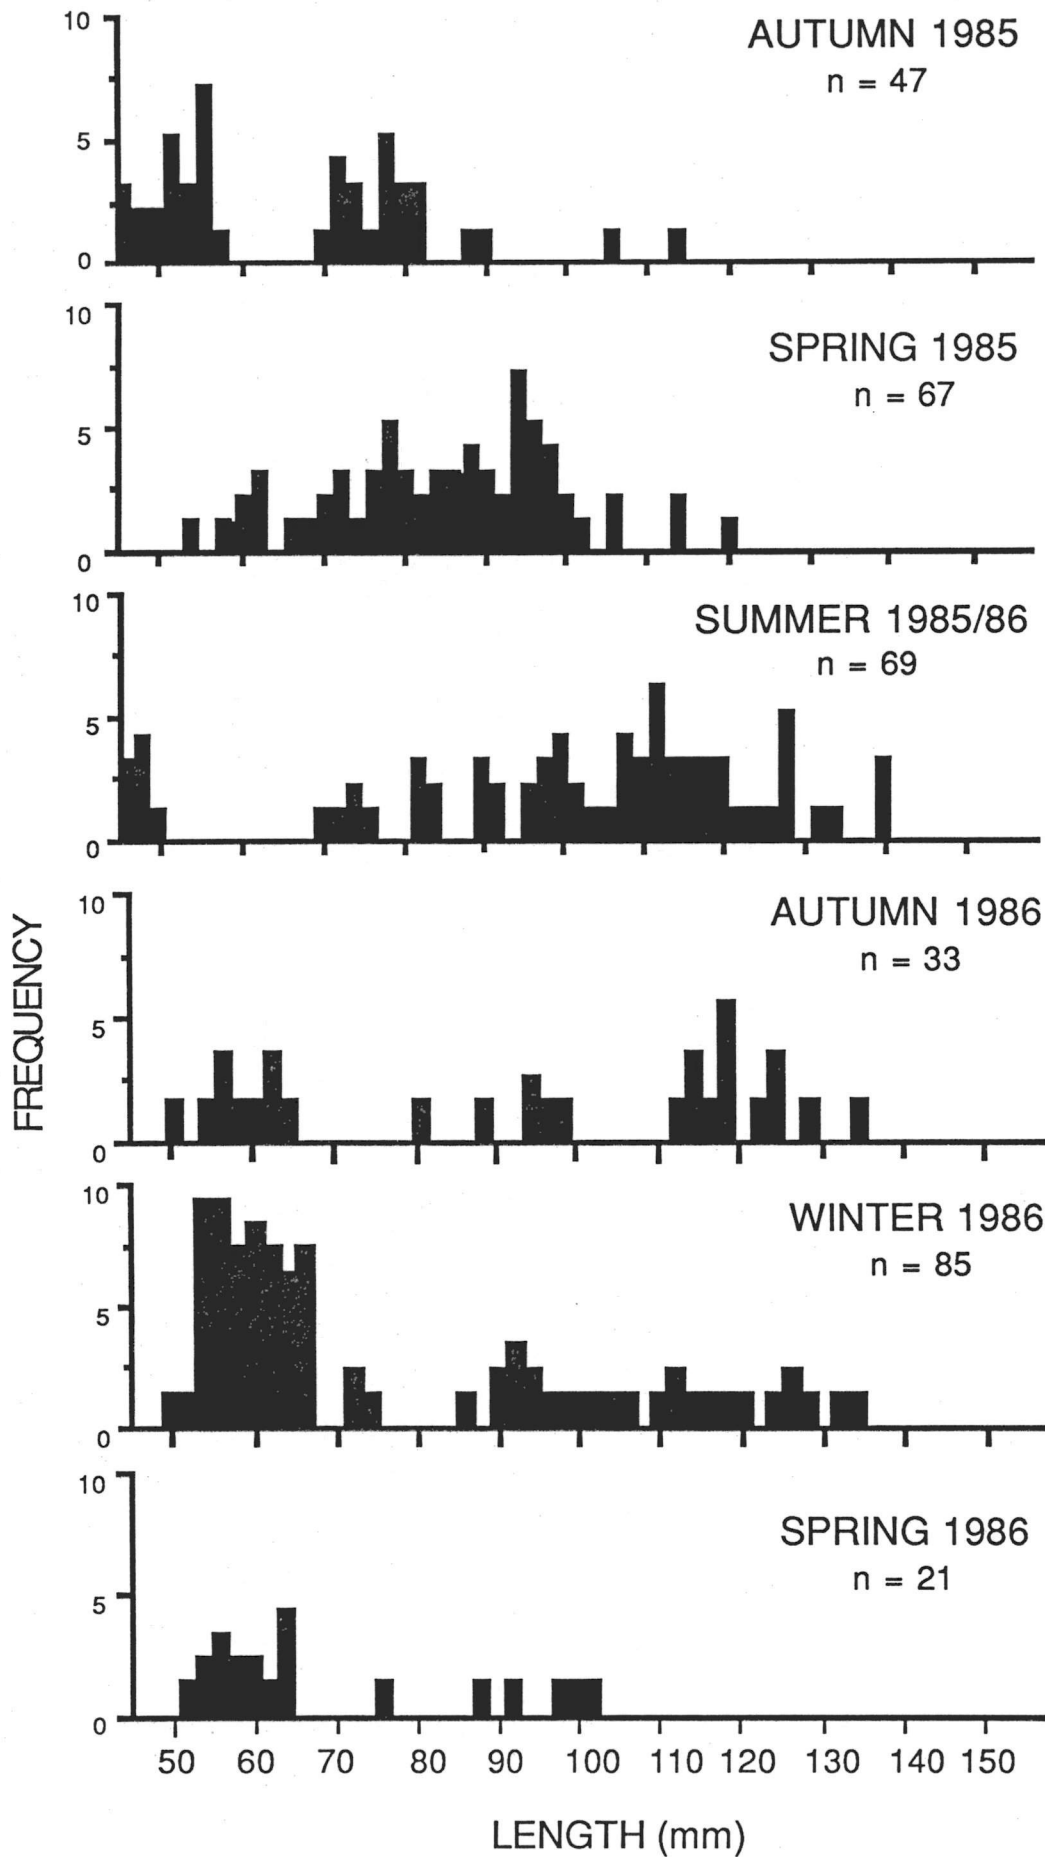 10
AUTUMN 1985
n = 47
5
0
10
SPRING 1985
n = 67
5
0
10
SUMMER 1985/86
n = 69
5
0
10
AUTUMN 1986
n = 33
5
0
FREQUENCY
10
WINTER 1986
n = 85
5
0
10
SPRING 1986
n = 21
5
0
50 60 70 80 90 100 110 120 130 140 150
LENGTH (mm)